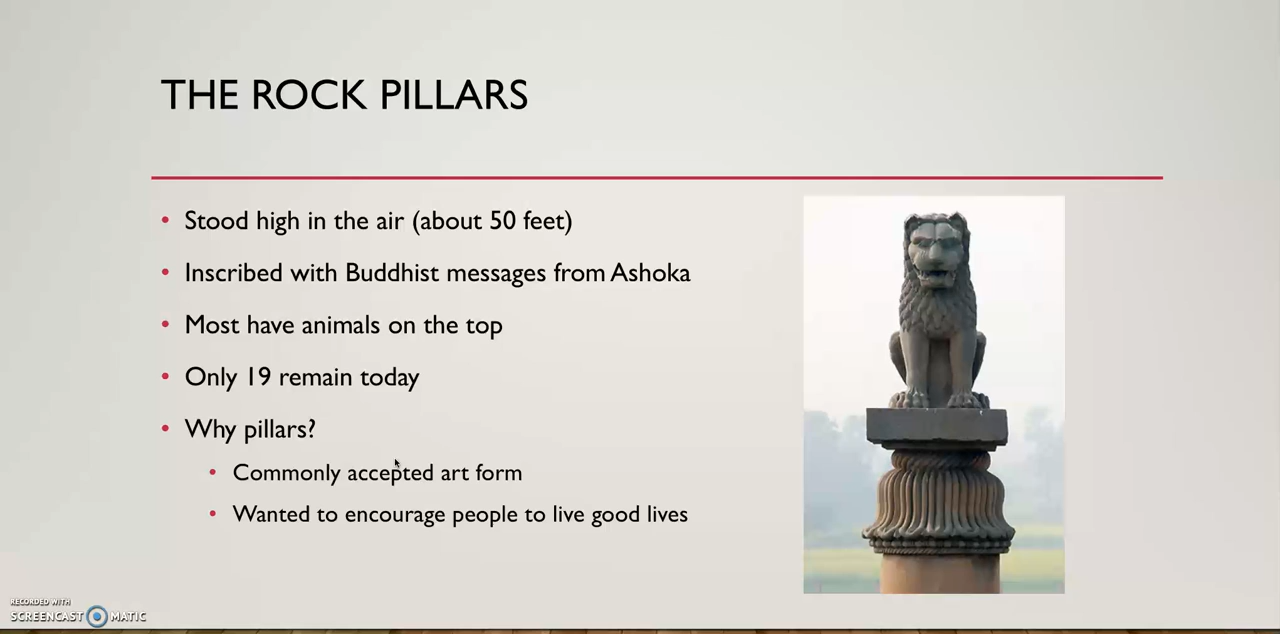 THE ROCK PILLARS
• Stood high in the air (about 50 feet)
• Inscribed with Buddhist messages from Ashoka
• Most have animals on the top
• Only 19 remain today
• Why pillars?
• Commonly accepted art form
• Wanted to encourage people to live good lives
RECORDED WITH
SCREENCAST MATIC